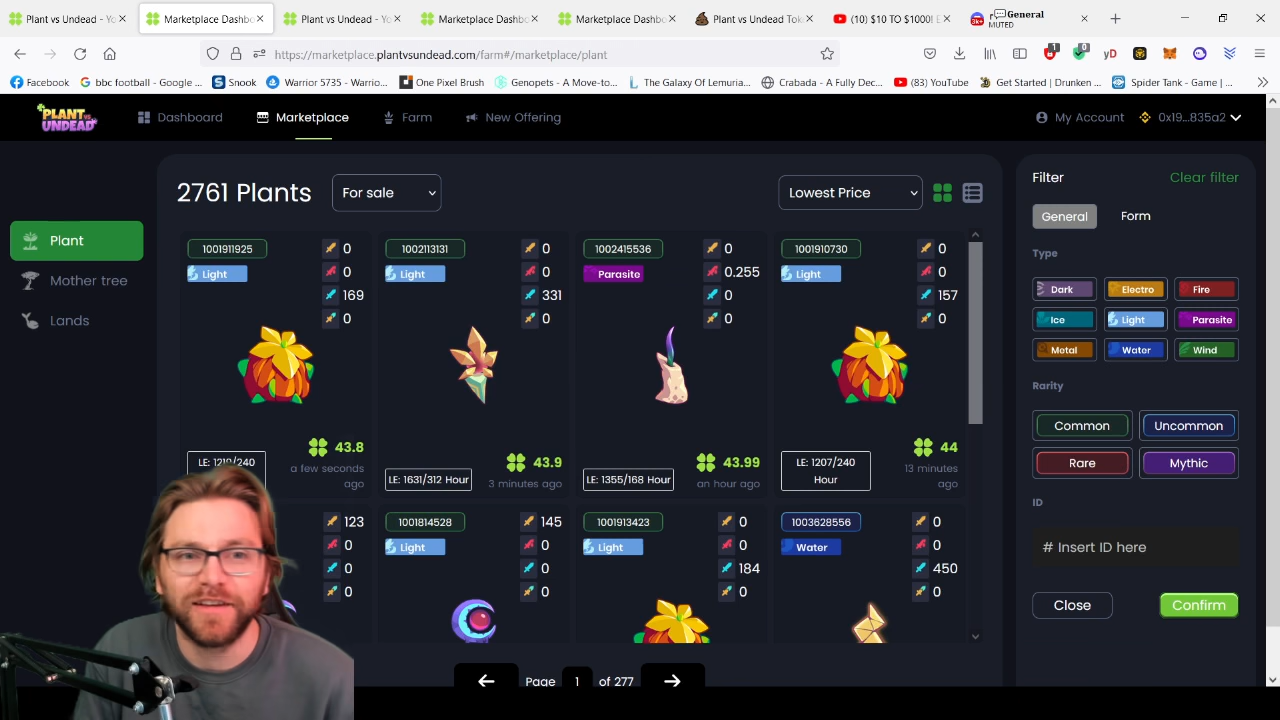 Plant vs Undead - Yo
Marketplace Dashbo
Plant vs Undead - Yo
Marketplace Dashbo
Marketplace Dashbo
Plant vs Undead Tok
(10) $10 TO $1000! E
General
MUTED
https://marketplace.plantvsundead.com/farm#/marketplace/plant
Facebook
bbc football - Google ...
Snook
Warrior 5735 - Warrio...
One Pixel Brush
Genopets - A Move-to...
The Galaxy Of Lemuria...
Crabada - A Fully Dec...
(83) YouTube
Get Started | Drunken ...
Spider Tank - Game | ...
PLANT VS UNDEAD
Dashboard
Marketplace
Farm
New Offering
My Account
0x19...835a2
Plant
Mother tree
Lands
2761 Plants
For sale
Lowest Price
1001911925
Light
0
0
169
0
LE: 1219/240
43.8
a few seconds
ago
1002113131
Light
0
0
331
0
LE: 1631/312 Hour
43.9
3 minutes ago
1002415536
Parasite
0
0.255
0
0
LE: 1355/168 Hour
43.99
an hour ago
1001910730
Light
0
0
157
0
LE: 1207/240
Hour
44
13 minutes
ago
123
0
0
0
1001814528
Light
145
0
0
0
1001913423
Light
0
0
184
0
1003628556
Water
0
0
450
0
Page 1 of 277
Filter
Clear filter
General
Form
Type
Dark
Electro
Fire
Ice
Light
Parasite
Metal
Water
Wind
Rarity
Common
Uncommon
Rare
Mythic
ID
# Insert ID here
Close
Confirm